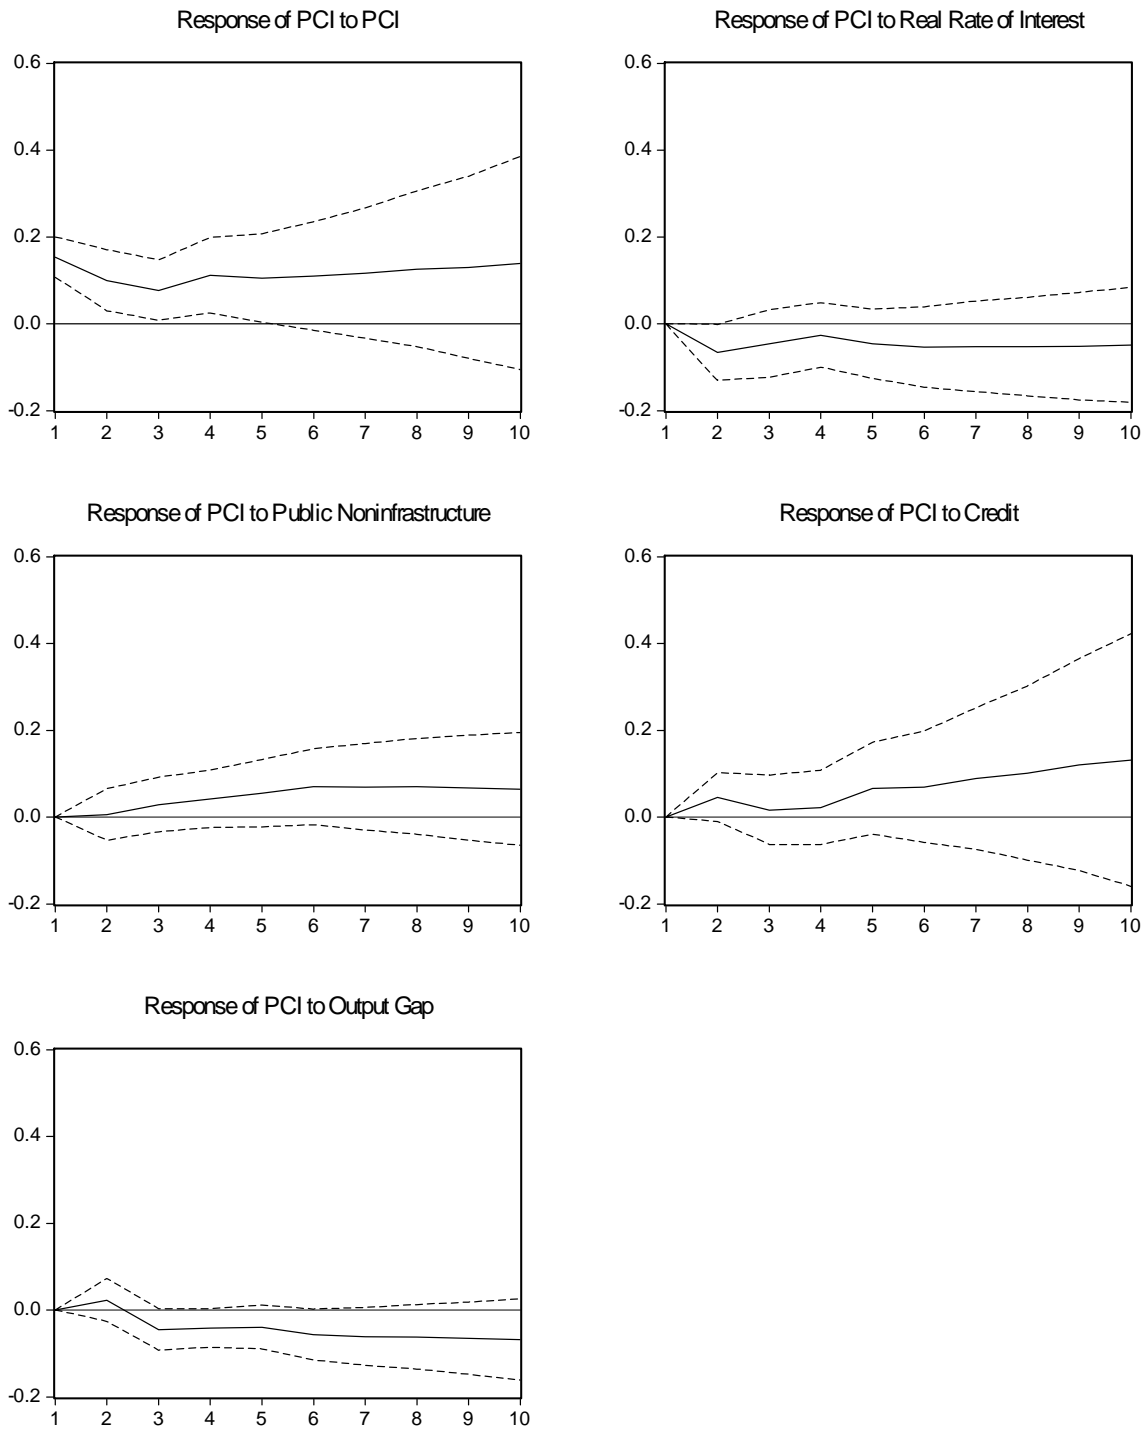 Response of PCI to PCI
0.6
0.4
0.2
0.0
-0.2
1 2 3 4 5 6 7 8 9 10
Response of PCI to Real Rate of Interest
0.6
0.4
0.2
0.0
-0.2
1 2 3 4 5 6 7 8 9 10
Response of PCI to Public Noninfrastructure
0.6
0.4
0.2
0.0
-0.2
1 2 3 4 5 6 7 8 9 10
Response of PCI to Credit
0.6
0.4
0.2
0.0
-0.2
1 2 3 4 5 6 7 8 9 10
Response of PCI to Output Gap
0.6
0.4
0.2
0.0
-0.2
1 2 3 4 5 6 7 8 9 10